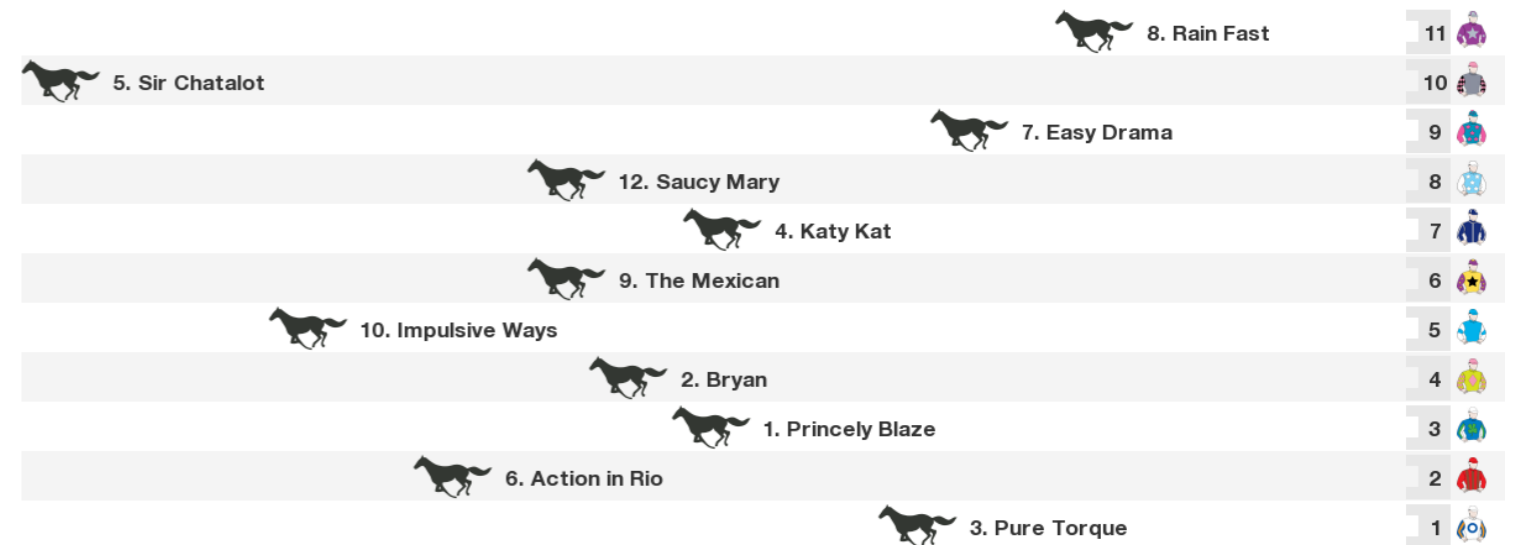 8. Rain Fast 11
5. Sir Chatalot 10
7. Easy Drama 9
12. Saucy Mary 8
4. Katy Kat 7
9. The Mexican 6
10. Impulsive Ways 5
2. Bryan 4
1. Princely Blaze 3
6. Action in Rio 2
3. Pure Torque 1